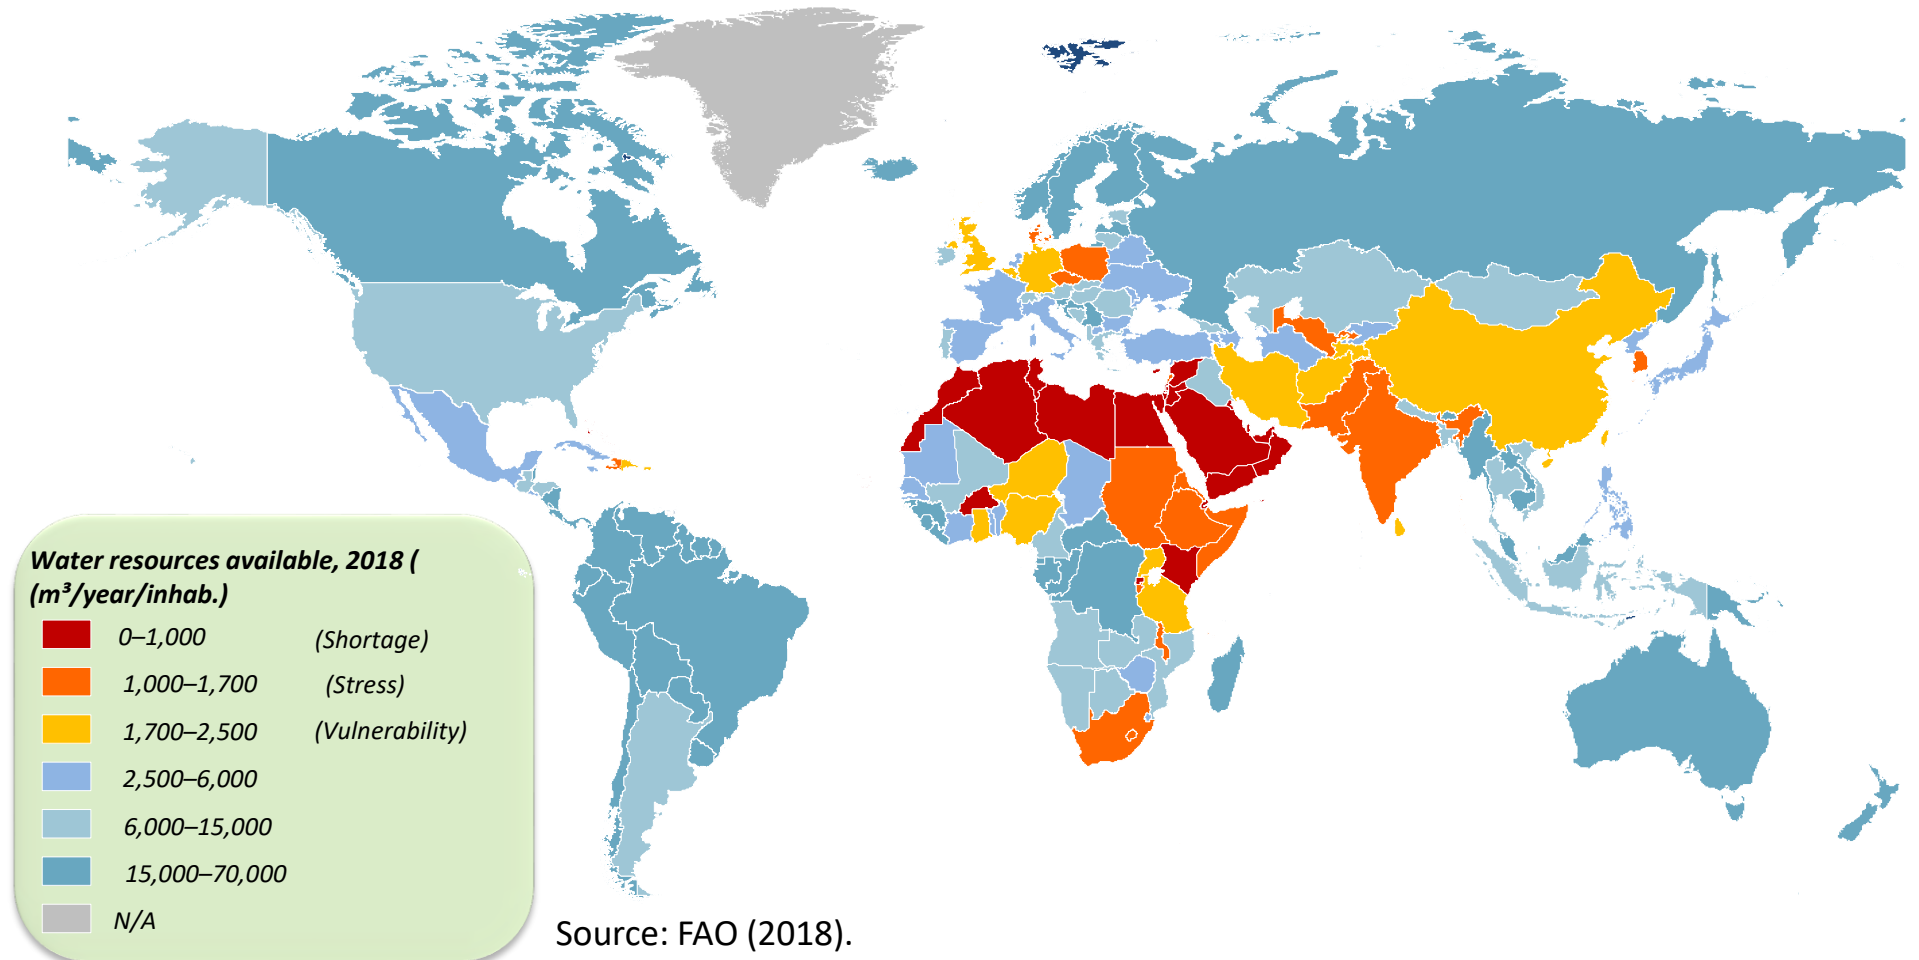 Water resources available, 2018 (
(m³/year/inhab.)
0–1,000 (Shortage)
1,000–1,700 (Stress)
1,700–2,500 (Vulnerability)
2,500–6,000
6,000–15,000
15,000–70,000
N/A
Source: FAO (2018).